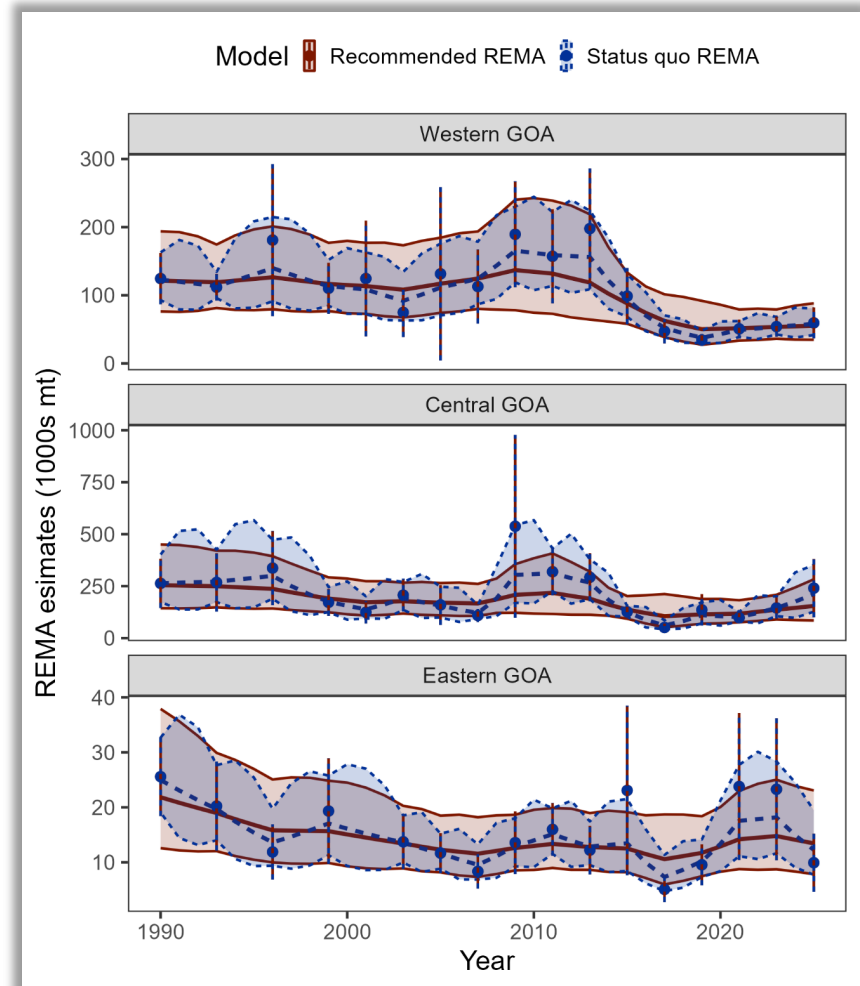 Model Recommended REMA Status quo REMA
Western GOA
300
200
100
0
Central GOA
1000
750
500
250
0
Eastern GOA
40
30
20
10
REMA esimates (1000s mt)
1990 2000 2010 2020
Year